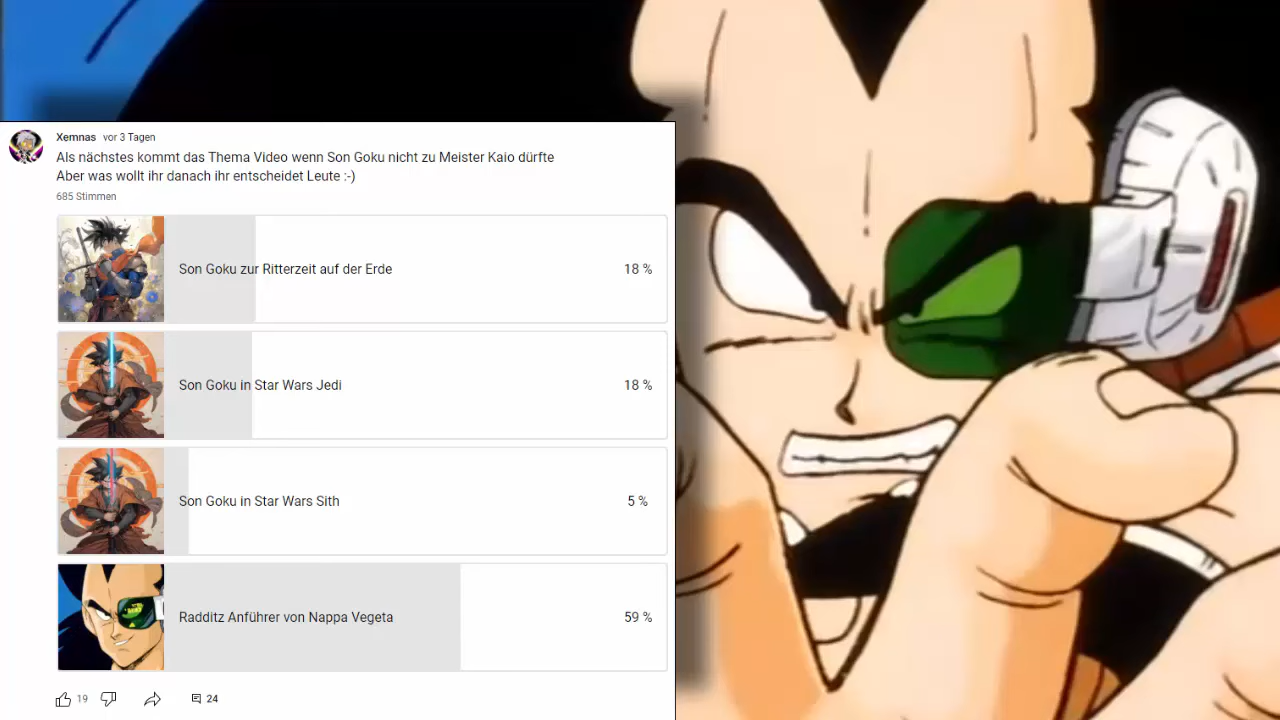 Xemnas vor 3 Tagen
Als nächstes kommt das Thema Video wenn Son Goku nicht zu Meister Kaio dürfte
Aber was wollt ihr danach ihr entscheidet Leute :-)
685 Stimmen
Son Goku zur Ritterzeit auf der Erde 18 %
Son Goku in Star Wars Jedi 18 %
Son Goku in Star Wars Sith 5 %
Radditz Anführer von Nappa Vegeta 59 %
19 24